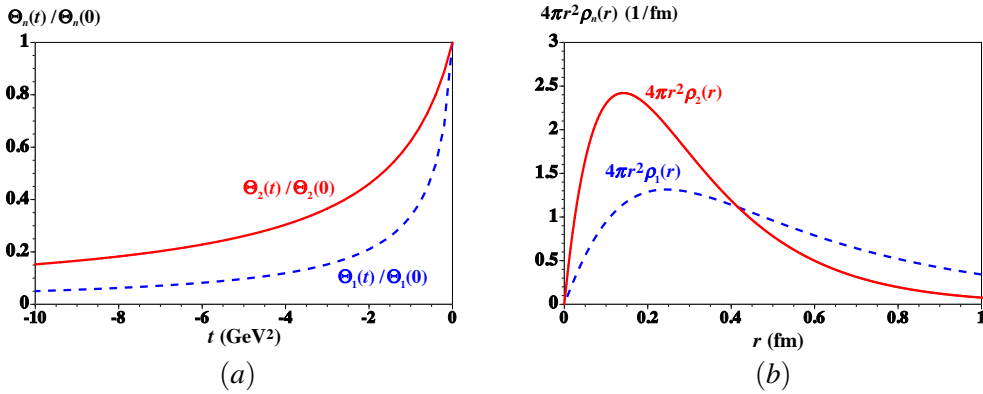 Θₙ(t) / Θₙ(0)
1
0.8
0.6
0.4
0.2
0
Θ₂(t) / Θ₂(0)
Θ₁(t) / Θ₁(0)
-10 -8 -6 -4 -2 0
t (GeV²)
(a)
4πr²ρₙ(r) (1/fm)
3
2.5
2
1.5
1
0.5
0
4πr²ρ₂(r)
4πr²ρ₁(r)
0 0.2 0.4 0.6 0.8 1
r (fm)
(b)